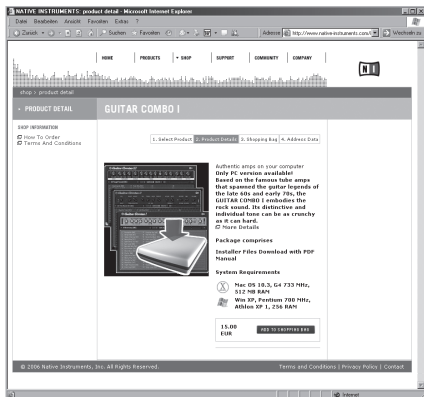 NATIVE INSTRUMENTS: product detail - Microsoft Internet Explorer
Datei Bearbeiten Ansicht Favoriten Extras ?
Zurück Suchen Favoriten Adresse http://www.native-instruments.com/ Wechseln zu
HOME PRODUCTS SHOP SUPPORT COMMUNITY COMPANY
NI
shop > product detail
PRODUCT DETAIL GUITAR COMBO I
SHOP INFORMATION
How To Order
Terms And Conditions
1. Select Product 2. Product Details 3. Shopping Bag 4. Address Data
Authentic amps on your computer
Only PC version available!
Based on the famous tube amps
that spawned the guitar legends of
the late 60s and early 70s, the
GUITAR COMBO I embodies the
rock sound. Its distinctive and
individual tone can be as crunchy
as it can hard.
More Details
Package comprises
Installer Files Download with PDF
Manual
System Requirements
Mac OS 10.3, G4 733 MHz,
512 MB RAM
Win XP, Pentium 700 MHz,
Athlon XP 1, 256 RAM
15.00
EUR
ADD TO SHOPPING BAG
© 2006 Native Instruments, Inc. All Rights Reserved. Terms and Conditions | Privacy Policy | Contact
Internet